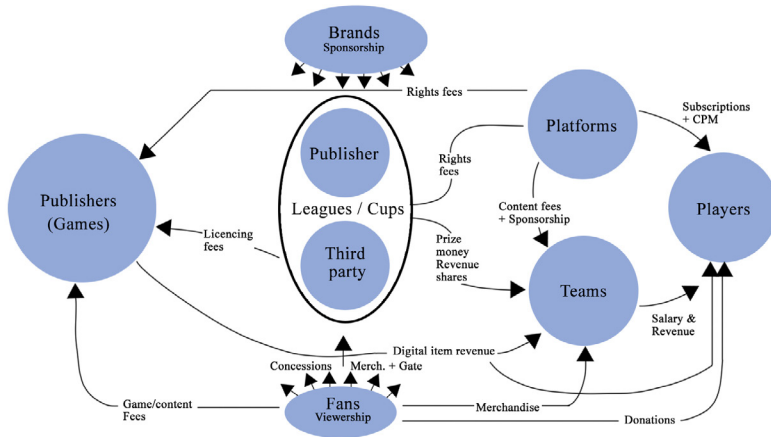 Brands
Sponsorship
Rights fees
Platforms
Subscriptions
+ CPM
Publisher
Rights
fees
Publishers
(Games)
Leagues / Cups
Content fees
+ Sponsorship
Players
Licencing
fees
Third
party
Prize
money
Revenue
shares
Teams
Salary &
Revenue
Digital item revenue
Concessions
Merch. + Gate
Game/content
Fees
Fans
Viewership
Merchandise
Donations